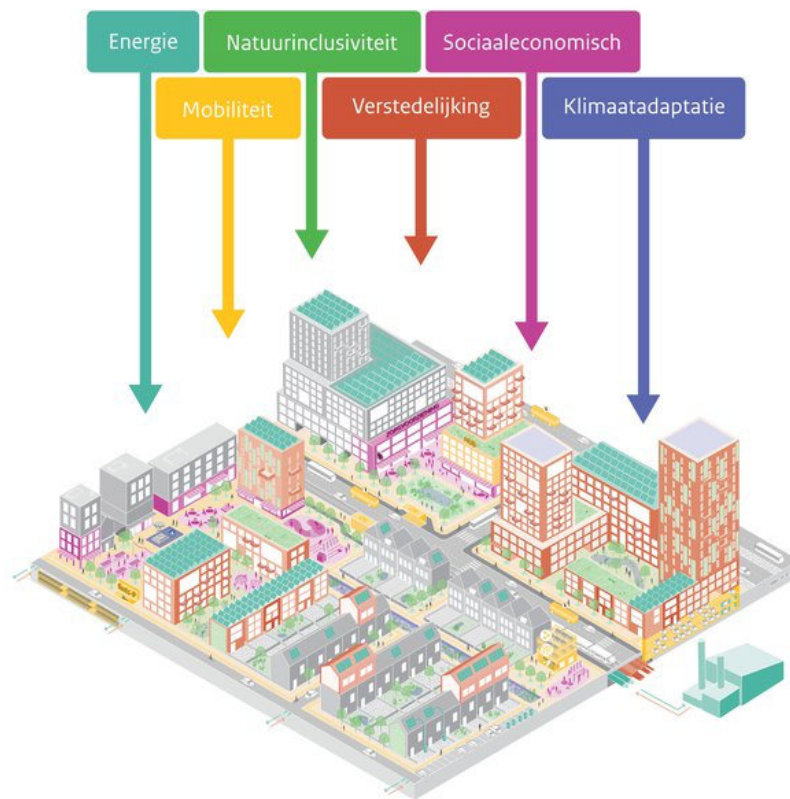 Energie
Natuurinclusiviteit
Sociaaleconomisch
Mobiliteit
Verstedelijking
Klimaatadaptatie